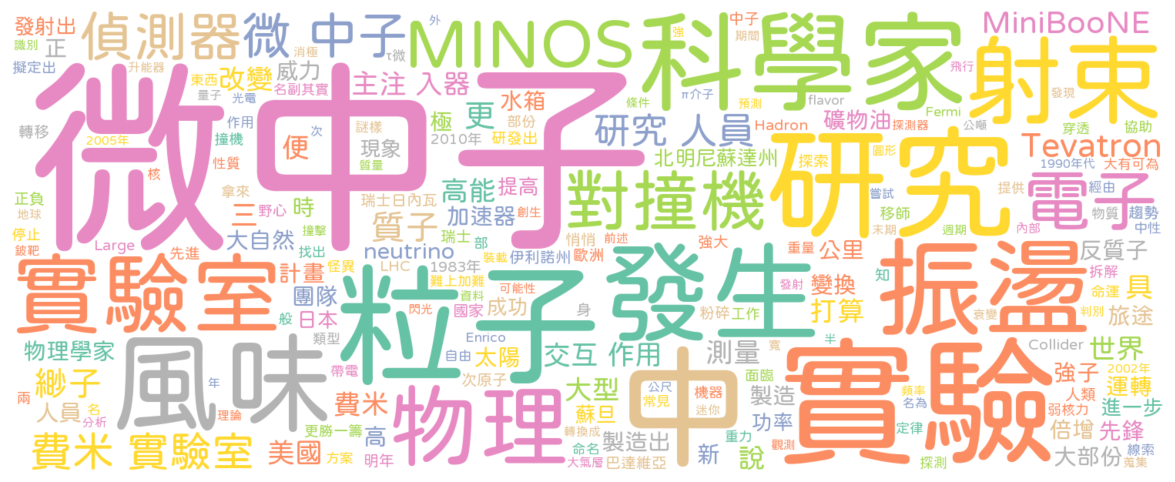 發射出
識別
正
偵測器
微 中子
外
消極
τ微
MINOS
科學家
中子
期間
強
MiniBooNE
射束
飛行
發現
擬定出
升能器
東西
量子
改變
光電
威力
名副其實
主注 入器
水箱
部份
極
更
條件
π介子
預測
flavor
Fermi
公噸
穿透
協助
轉移
2005年
作用
撞機
性質
核
次
謎樣
便
現象
質量
2010年
研發出
研究 人員
Hadron
礦物油
探測器
Tevatron
北明尼蘇達州
探索
圓形
1990年代
大有可為
微中子
正負
地球
停止
鈹靶
拿來
三
野心
時
撞擊
瑞士日內瓦
高能
提高
質子
加速器
創生
瑞士
部
悄悄
前述
對撞機
研究
嘗試
提供
經由
移師
末期
週期
內部
電子
物質
趨勢
中性
Large
先進
大自然
找出
怪異
neutrino
裝載
伊利諾州
歐洲
強大
重量
公里
反質子
實驗室
計畫
團隊
般
日本
類型
LHC
1983年
難上加難
可能性
資料
閃光
國家
成功
粒子
發生
身
發射
粉碎
工作
變換
知
打算
振盪
拆解
命運
判別
衰變
具
旅途
物理學家
緲子
人員
名
兩
分析
年
理論
風味
帶電
自由
Enrico
太陽
次原子
交互 作用
測量
寬
半
面臨
Collider
世界
2002年
強子
人類
運轉
費米 實驗室
美國
費米
更勝一籌
高
方案
明年
物理
大型
蘇旦
轉換成
命名
大氣層
製造出
巴達維亞
公尺
常見
中
機器
迷你
重力
新
製造
功率
說
觀測
實驗
頻率
名為
定律
探測
弱核力
倍增
大部份
進一步
先鋒
線索
蒐集